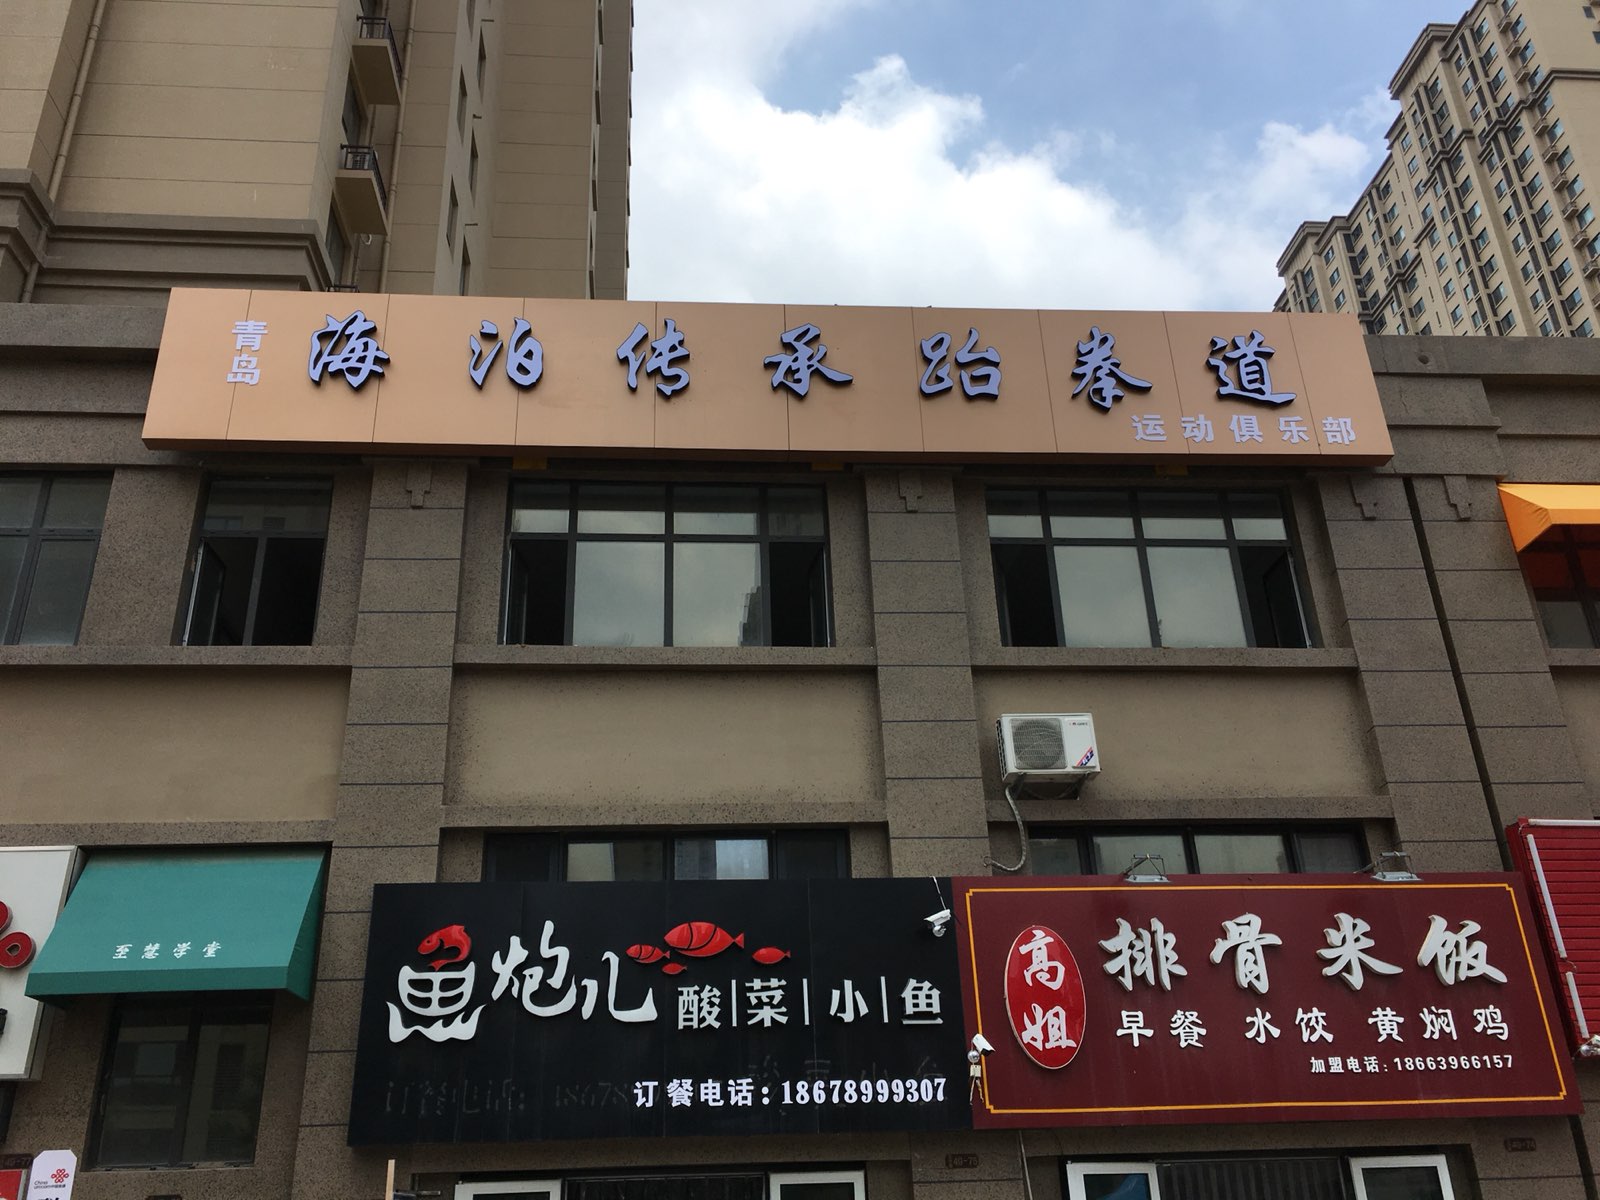 青岛
海泊传承跆拳道
运动俱乐部
至慧学堂
鱼炮儿
酸菜小鱼
订餐电话:18678999307
高姐
排骨米饭
早餐 水饺 黄焖鸡
加盟电话:18663966157
China